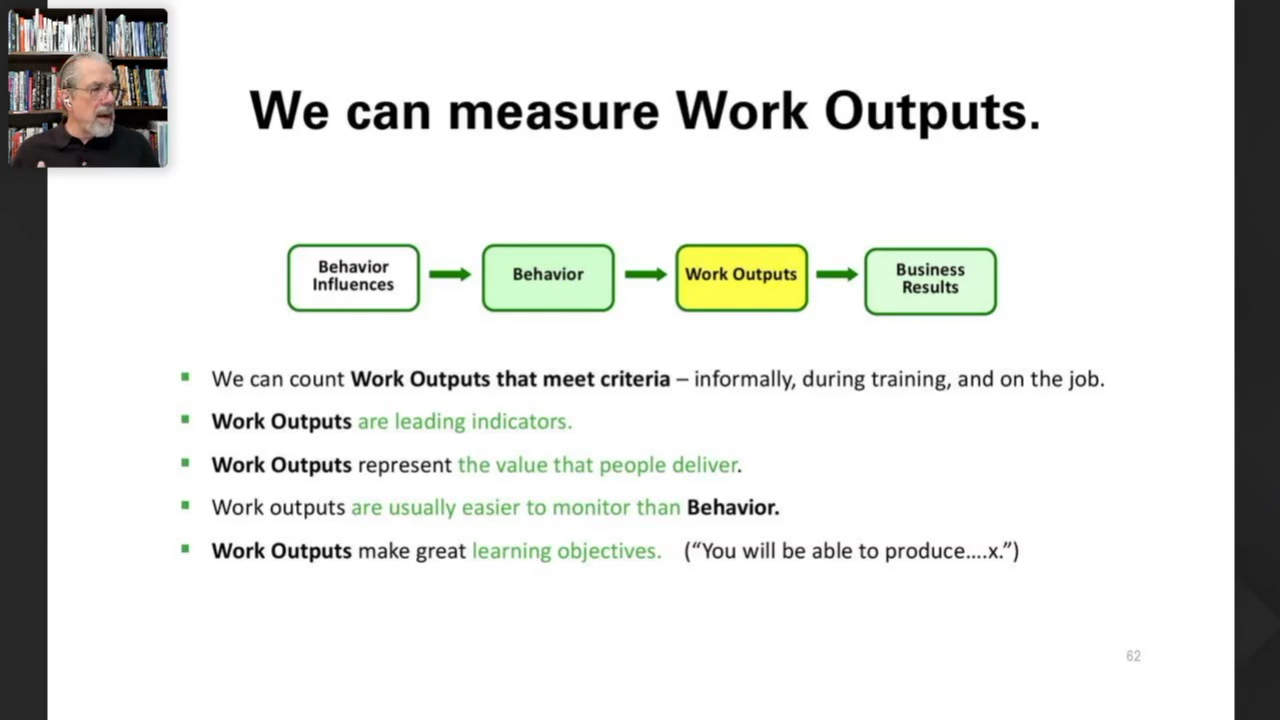 We can measure Work Outputs.
Behavior
Influences
Behavior
Work Outputs
Business
Results
We can count Work Outputs that meet criteria – informally, during training, and on the job.
Work Outputs are leading indicators.
Work Outputs represent the value that people deliver.
Work outputs are usually easier to monitor than Behavior.
Work Outputs make great learning objectives. (“You will be able to produce....x.”)
62